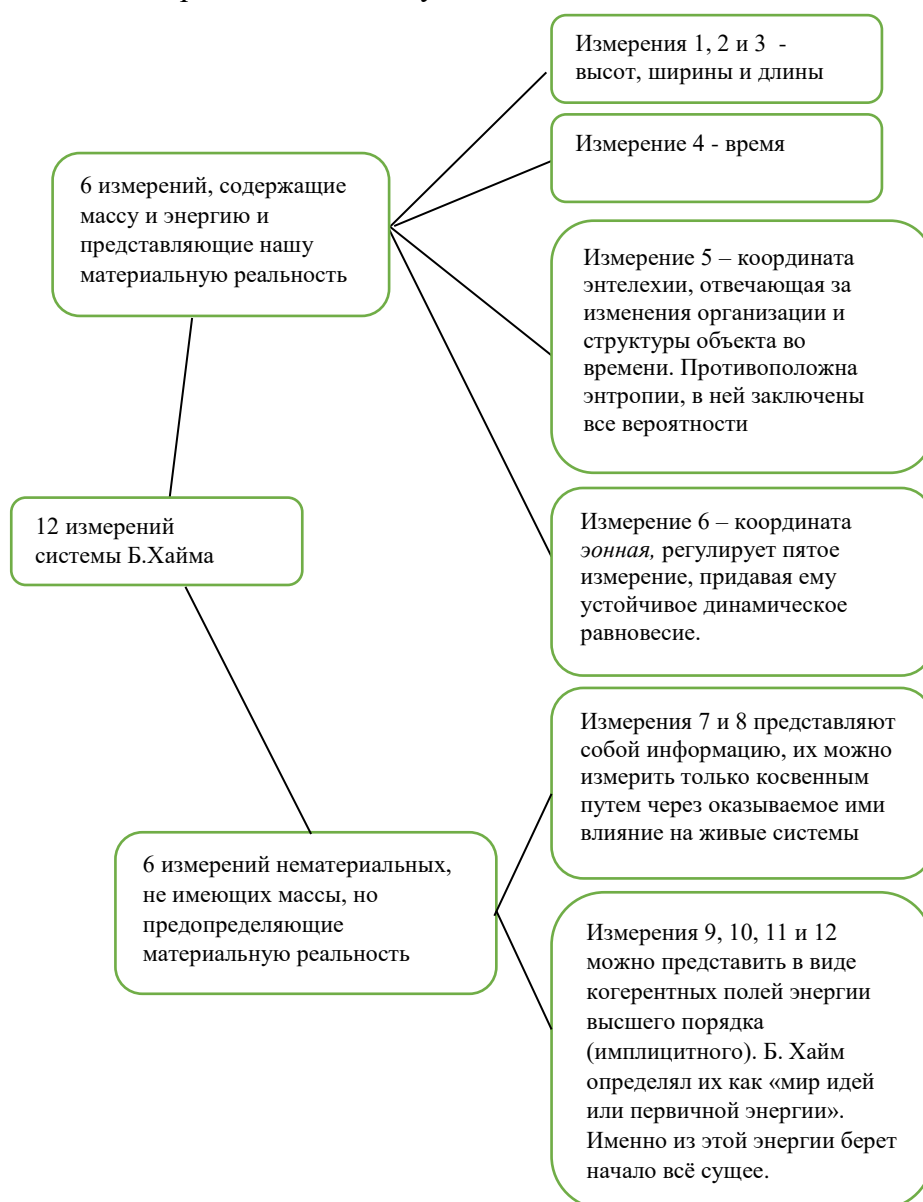 Измерения 1, 2 и 3 -
высот, ширины и длины
Измерение 4 - время
6 измерений, содержащие
массу и энергию и
представляющие нашу
материальную реальность
Измерение 5 – координата
энтелехии, отвечающая за
изменения организации и
структуры объекта во
времени. Противоположна
энтропии, в ней заключены
все вероятности
12 измерений
системы Б.Хайма
Измерение 6 – координата
эонная, регулирует пятое
измерение, придавая ему
устойчивое динамическое
равновесие.
Измерения 7 и 8 представляют
собой информацию, их можно
измерить только косвенным
путем через оказываемое ими
влияние на живые системы
6 измерений нематериальных,
не имеющих массы, но
предопределяющие
материальную реальность
Измерения 9, 10, 11 и 12
можно представить в виде
когерентных полей энергии
высшего порядка
(имплицитного). Б. Хайм
определял их как «мир идей
или первичной энергии».
Именно из этой энергии берет
начало всё сущее.